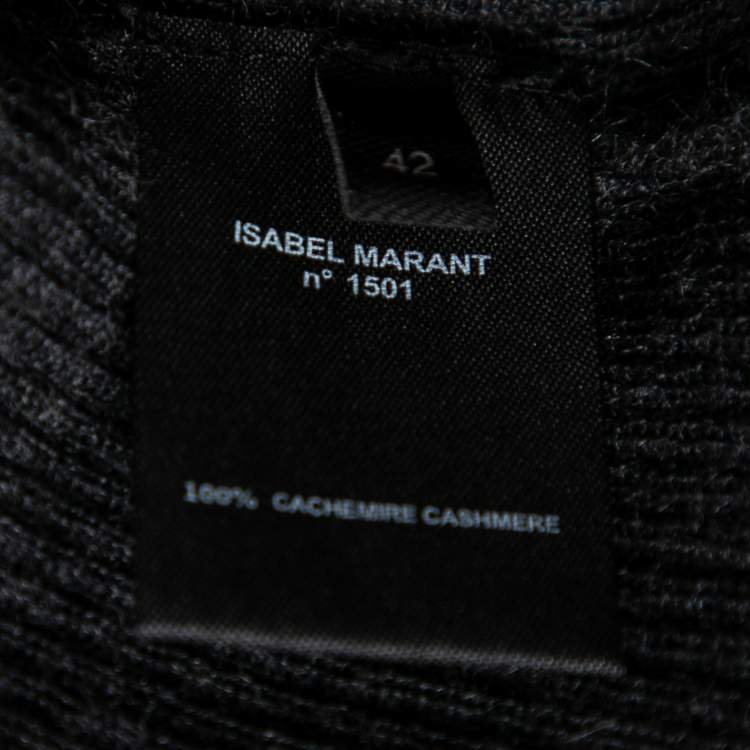 42
ISABEL MARANT
n° 1501
100% CACHEMIRE CASHMERE